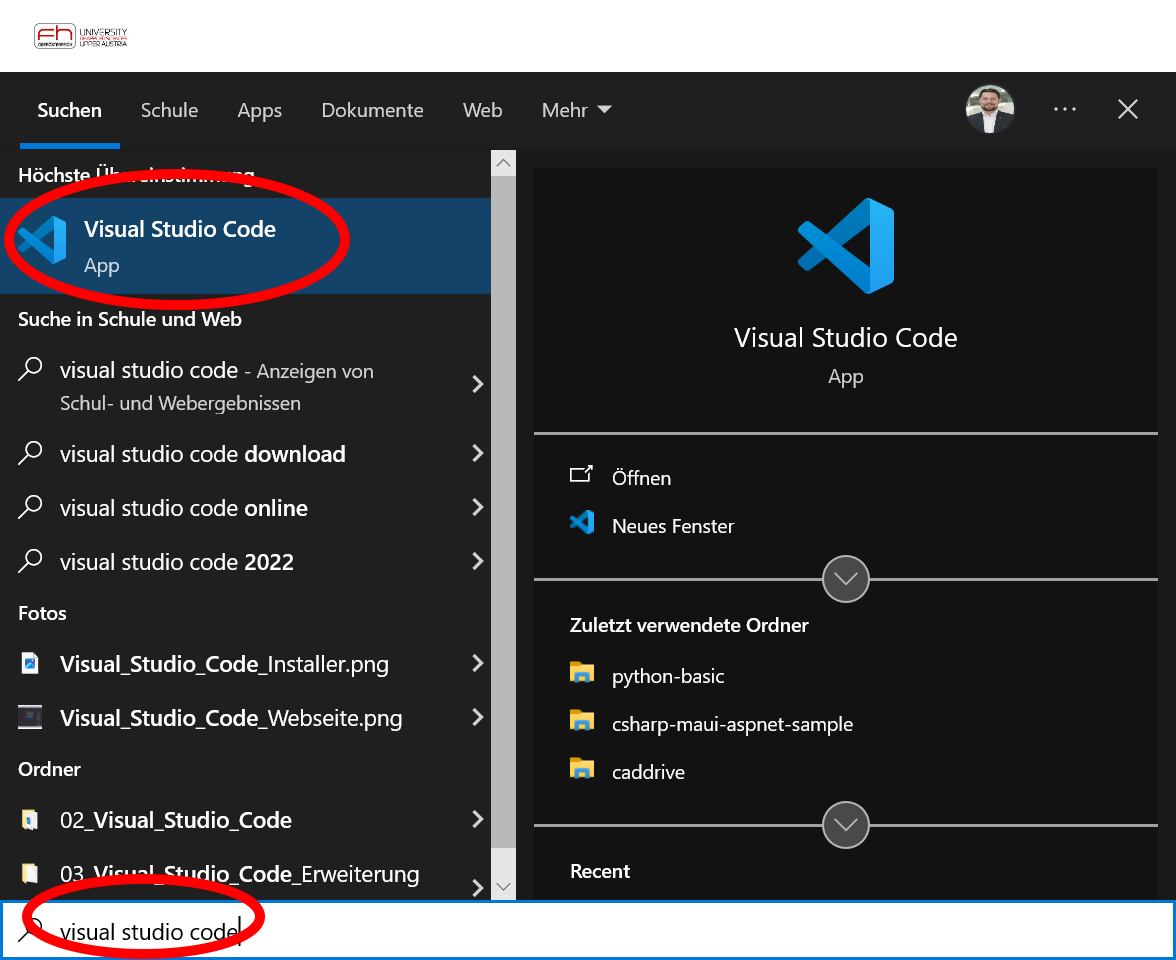 fh
OBERÖSTERREICH
UNIVERSITY
OF APPLIED SCIENCES
UPPER AUSTRIA
Suchen Schule Apps Dokumente Web Mehr
Höchste Übereinstimmung
Visual Studio Code
App
Suche in Schule und Web
visual studio code - Anzeigen von
Schul- und Webergebnissen
visual studio code download
visual studio code online
visual studio code 2022
Fotos
Visual_Studio_Code_Installer.png
Visual_Studio_Code_Webseite.png
Ordner
02_Visual_Studio_Code
03_Visual_Studio_Code_Erweiterung
visual studio code
Visual Studio Code
App
Öffnen
Neues Fenster
Zuletzt verwendete Ordner
python-basic
csharp-maui-aspnet-sample
caddrive
Recent